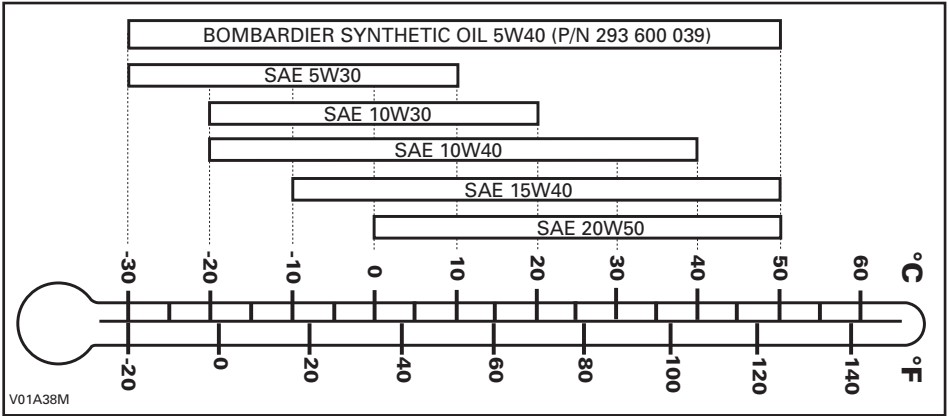 BOMBARDIER SYNTHETIC OIL 5W40 (P/N 293 600 039)
SAE 5W30
SAE 10W30
SAE 10W40
SAE 15W40
SAE 20W50
-30 -20 -10 0 10 20 30 40 50 60 °C
-20 0 20 40 60 80 100 120 140 °F
V01A38M